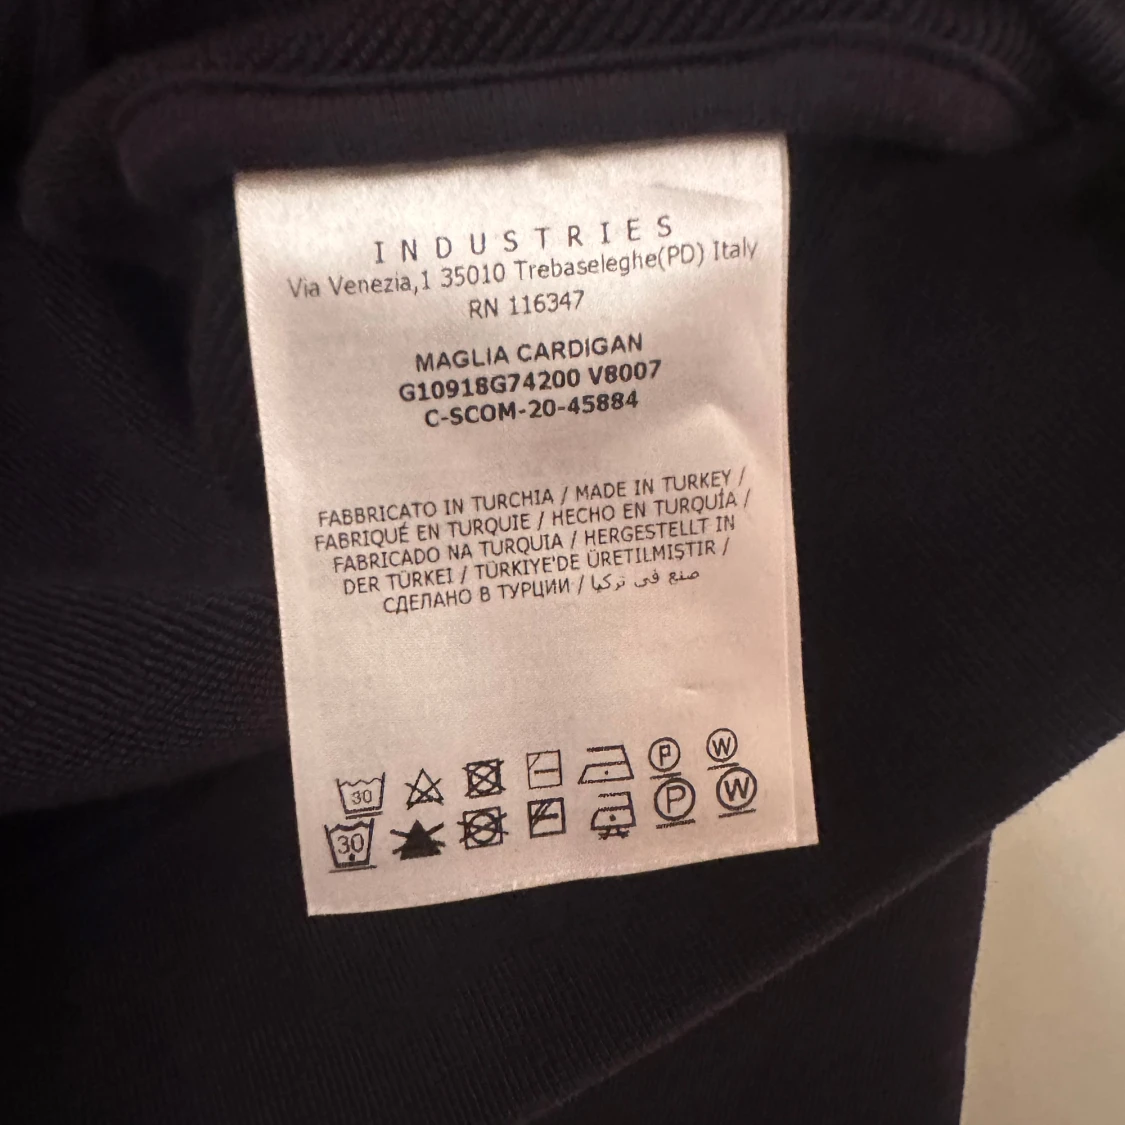 INDUSTRIES
Via Venezia,1 35010 Trebaseleghe(PD) Italy
RN 116347
MAGLIA CARDIGAN
G10918G74200 V8007
C-SCOM-20-45884
FABBRICATO IN TURCHIA / MADE IN TURKEY /
FABRIQUÉ EN TURQUIE / HECHO EN TURQUÍA /
FABRICADO NA TURQUIA / HERGESTELLT IN
DER TÜRKEI / TÜRKIYE'DE ÜRETILMIŞTIR /
СДЕЛАНО В ТУРЦИИ / صنع فى تركيا
30 P W
30 P W